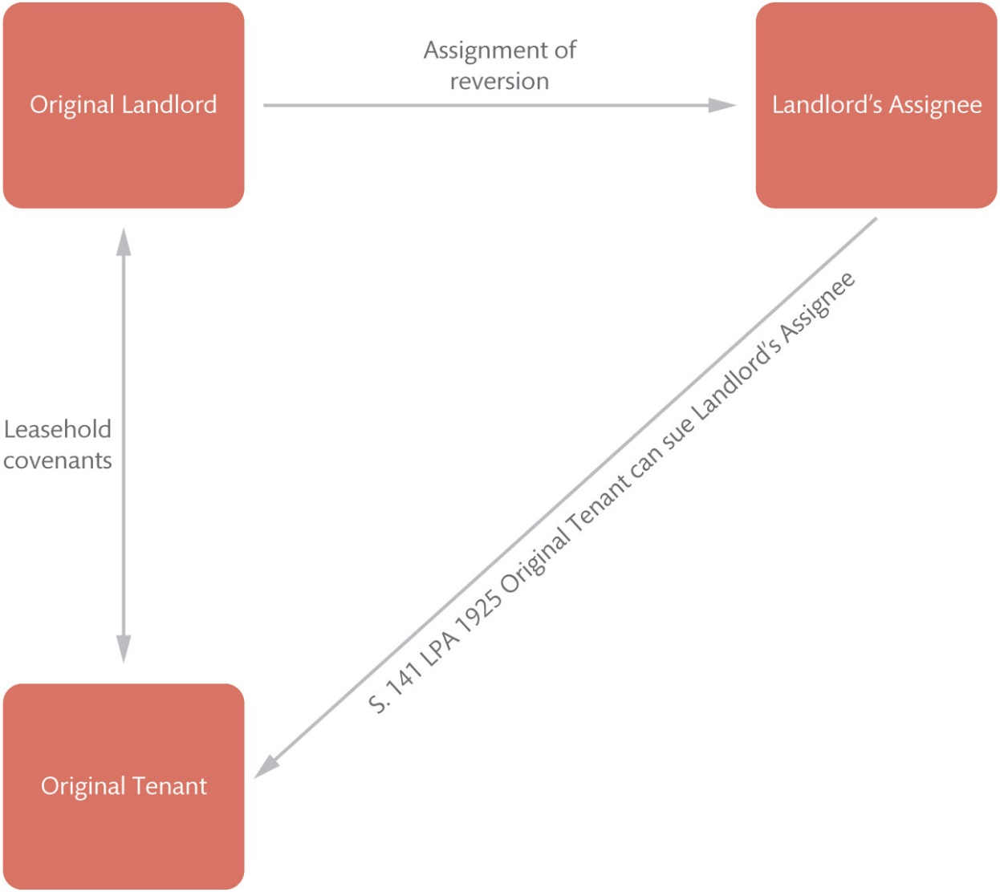 Original Landlord
Assignment of
reversion
Landlord’s Assignee
Leasehold
covenants
S. 141 LPA 1925 Original Tenant can sue Landlord’s Assignee
Original Tenant